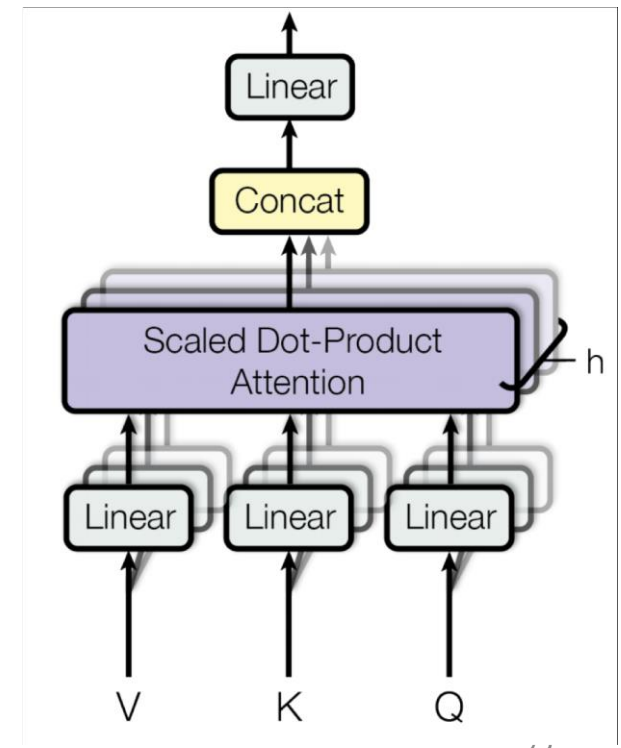 Linear
Concat
Scaled Dot-Product
Attention
h
Linear Linear Linear
V K Q